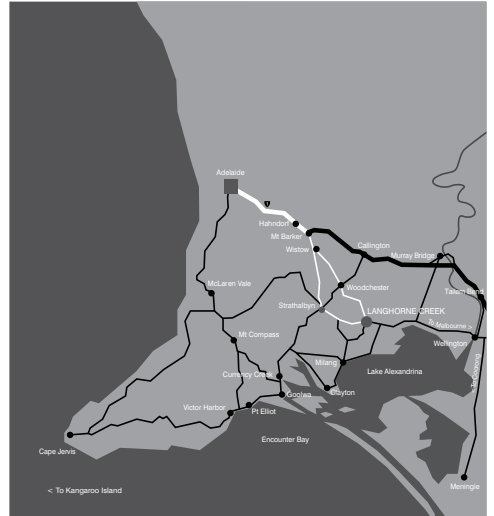 Adelaide
1
Hahndorf
Mt Barker
Wistow
Callington
Murray Bridge
McLaren Vale
Woodchester
Tailem Bend
Strathalbyn
LANGHORNE CREEK
To Melbourne >
Mt Compass
Wellington
Milang
Lake Alexandrina
Currency Creek
Goolwa
Clayton
Victor Harbor
Pt Elliot
Encounter Bay
Cape Jervis
Meningie
< To Kangaroo Island